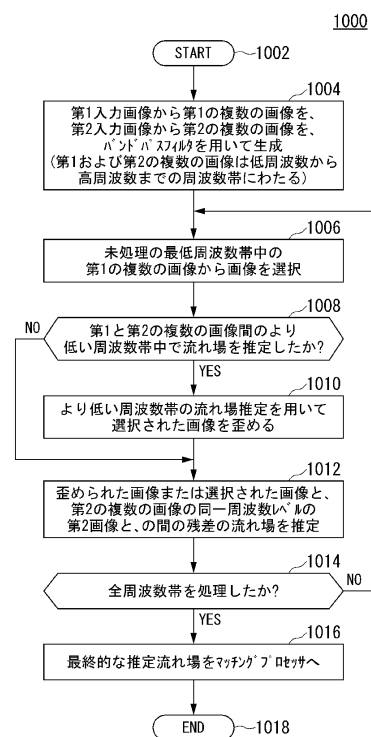 1000
START
1002
1004
第1入力画像から第1の複数の画像を、
第2入力画像から第2の複数の画像を、
バンドパスフィルタを用いて生成
(第1および第2の複数の画像は低周波数から
高周波数までの周波数帯にわたる)
1006
未処理の最低周波数帯中の
第1の複数の画像から画像を選択
1008
NO
第1と第2の複数の画像間のより
低い周波数帯中で流れ場を推定したか?
YES
1010
より低い周波数帯の流れ場推定を用いて
選択された画像を歪める
1012
歪められた画像または選択された画像と、
第2の複数の画像の同一周波数レベルの
第2画像と、の間の残差の流れ場を推定
1014
全周波数帯を処理したか?
NO
YES
1016
最終的な推定流れ場をマッチングプロセッサへ
END
1018